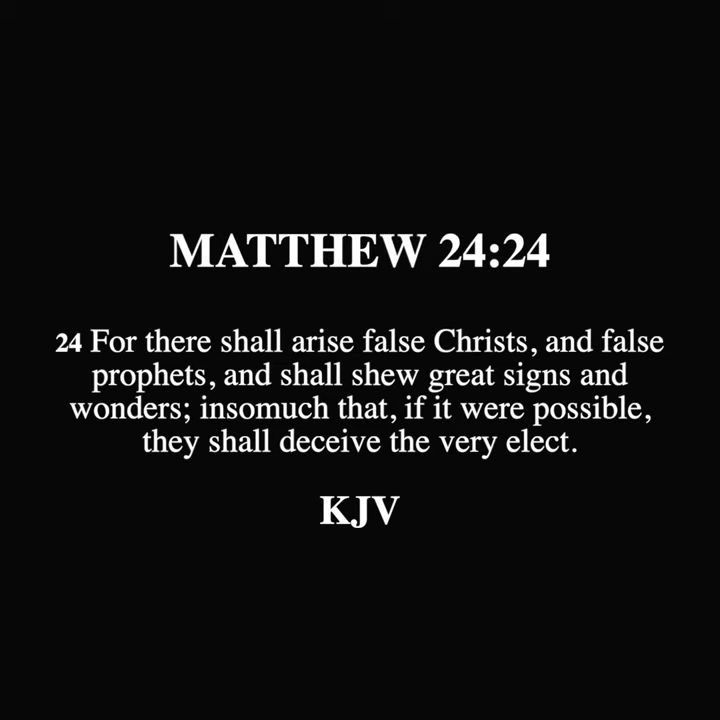 MATTHEW 24:24
24 For there shall arise false Christs, and false
prophets, and shall shew great signs and
wonders; insomuch that, if it were possible,
they shall deceive the very elect.
KJV